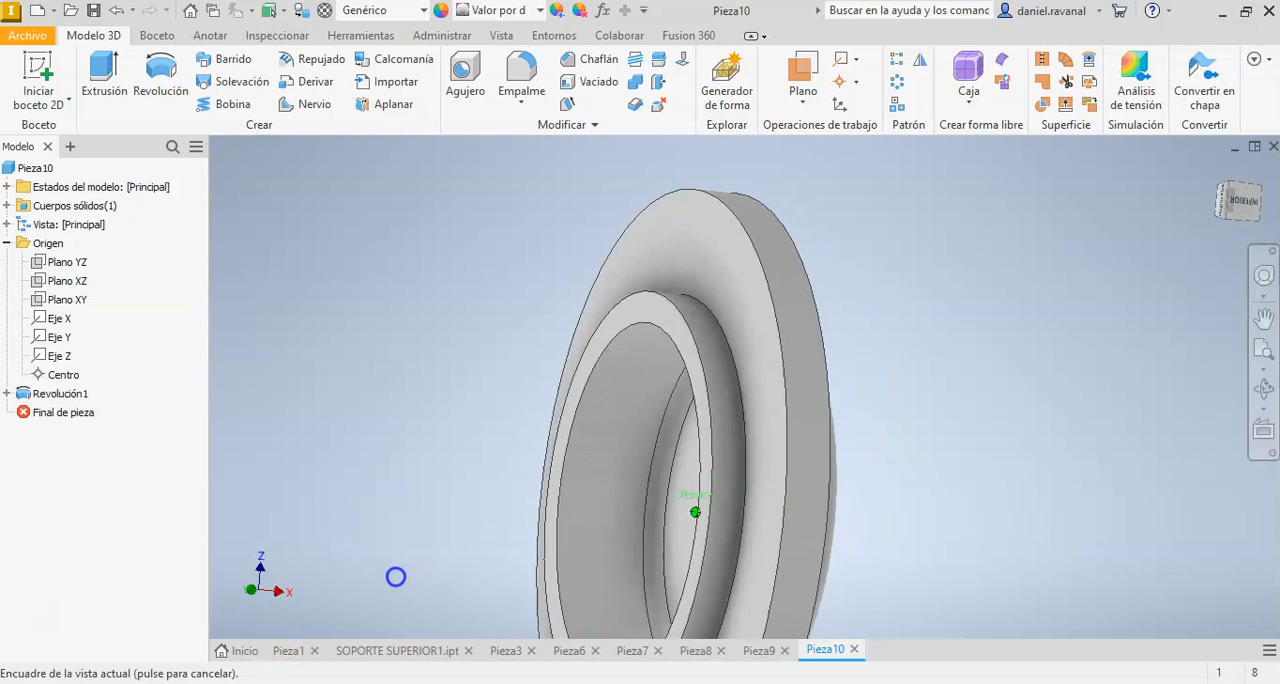 Genérico
Valor por d
Pieza10
Buscar en la ayuda y los comanc
daniel.ravanal
Archivo Modelo 3D Boceto Anotar Inspeccionar Herramientas Administrar Vista Entornos Colaborar Fusion 360
Iniciar
boceto 2D
Boceto
Extrusión
Revolución
Barrido
Solevación
Bobina
Repujado
Derivar
Nervio
Calcomanía
Importar
Aplanar
Crear
Agujero
Empalme
Chaflán
Vaciado
Modificar
Generador
de forma
Explorar
Plano
Operaciones de trabajo
Patrón
Caja
Crear forma libre
Superficie
Análisis
de tensión
Simulación
Convertir en
chapa
Convertir
Modelo
Pieza10
Estados del modelo: [Principal]
Cuerpos sólidos(1)
Vista: [Principal]
Origen
Plano YZ
Plano XZ
Plano XY
Eje X
Eje Y
Eje Z
Centro
Revolución1
Final de pieza
INFERIOR
Z
X
Inicio Pieza1 SOPORTE SUPERIOR1.ipt Pieza3 Pieza6 Pieza7 Pieza8 Pieza9 Pieza10
Encuadre de la vista actual (pulse para cancelar).
1 8